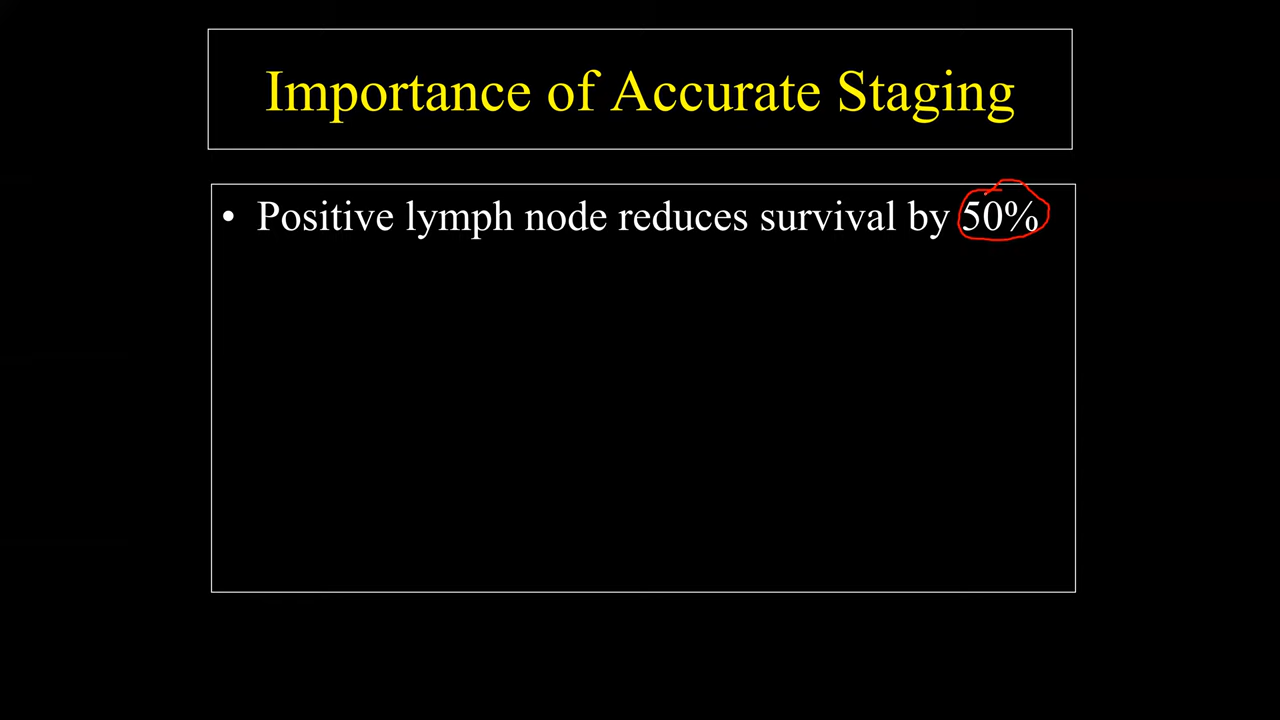 Importance of Accurate Staging
• Positive lymph node reduces survival by 50%